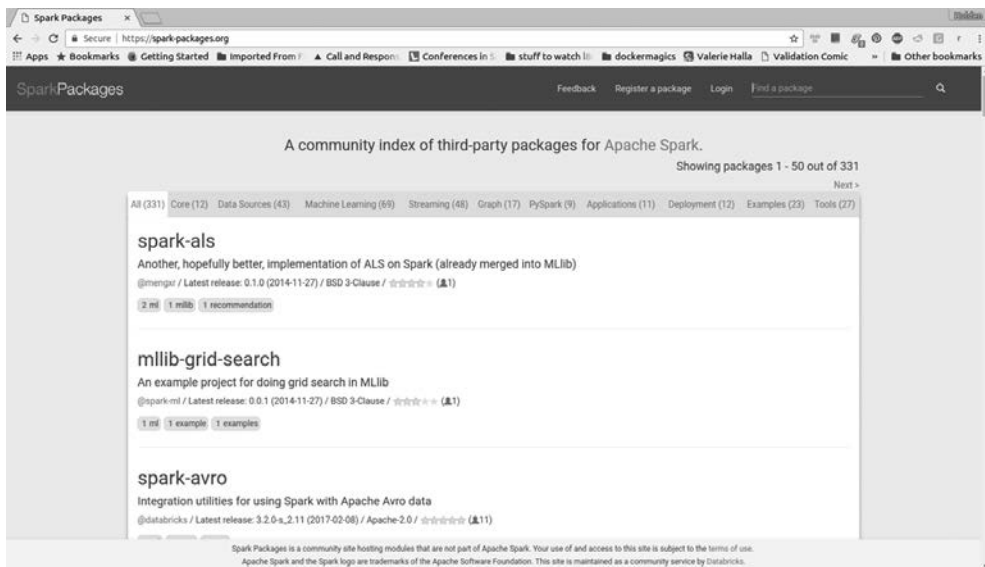 Spark Packages
Secure https://spark-packages.org
Apps Bookmarks Getting Started Imported From Call and Respon Conferences in S stuff to watch dockermagics Valerie Halla Validation Comic » Other bookmarks
SparkPackages Feedback Register a package Login Find a package
A community index of third-party packages for Apache Spark.
Showing packages 1 - 50 out of 331
Next >
All (331) Core (12) Data Sources (43) Machine Learning (69) Streaming (48) Graph (17) PySpark (9) Applications (11) Deployment (12) Examples (23) Tools (27)
spark-als
Another, hopefully better, implementation of ALS on Spark (already merged into MLlib)
@mengxr / Latest release: 0.1.0 (2014-11-27) / BSD 3-Clause / (1)
2 ml 1 mllib 1 recommendation
mllib-grid-search
An example project for doing grid search in MLlib
@spark-ml / Latest release: 0.0.1 (2014-11-27) / BSD 3-Clause / (1)
1 ml 1 example 1 examples
spark-avro
Integration utilities for using Spark with Apache Avro data
@databricks / Latest release: 3.2.0-s_2.11 (2017-02-08) / Apache-2.0 / (11)
Spark Packages is a community site hosting modules that are not part of Apache Spark. Your use of and access to this site is subject to the terms of use.
Apache Spark and the Spark logo are trademarks of the Apache Software Foundation. This site is maintained as a community service by Databricks.